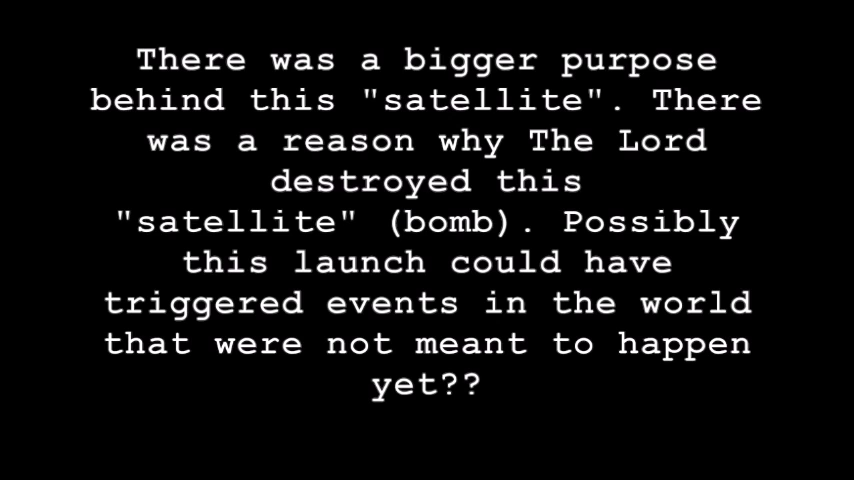 There was a bigger purpose
behind this "satellite". There
was a reason why The Lord
destroyed this
"satellite" (bomb). Possibly
this launch could have
triggered events in the world
that were not meant to happen
yet??